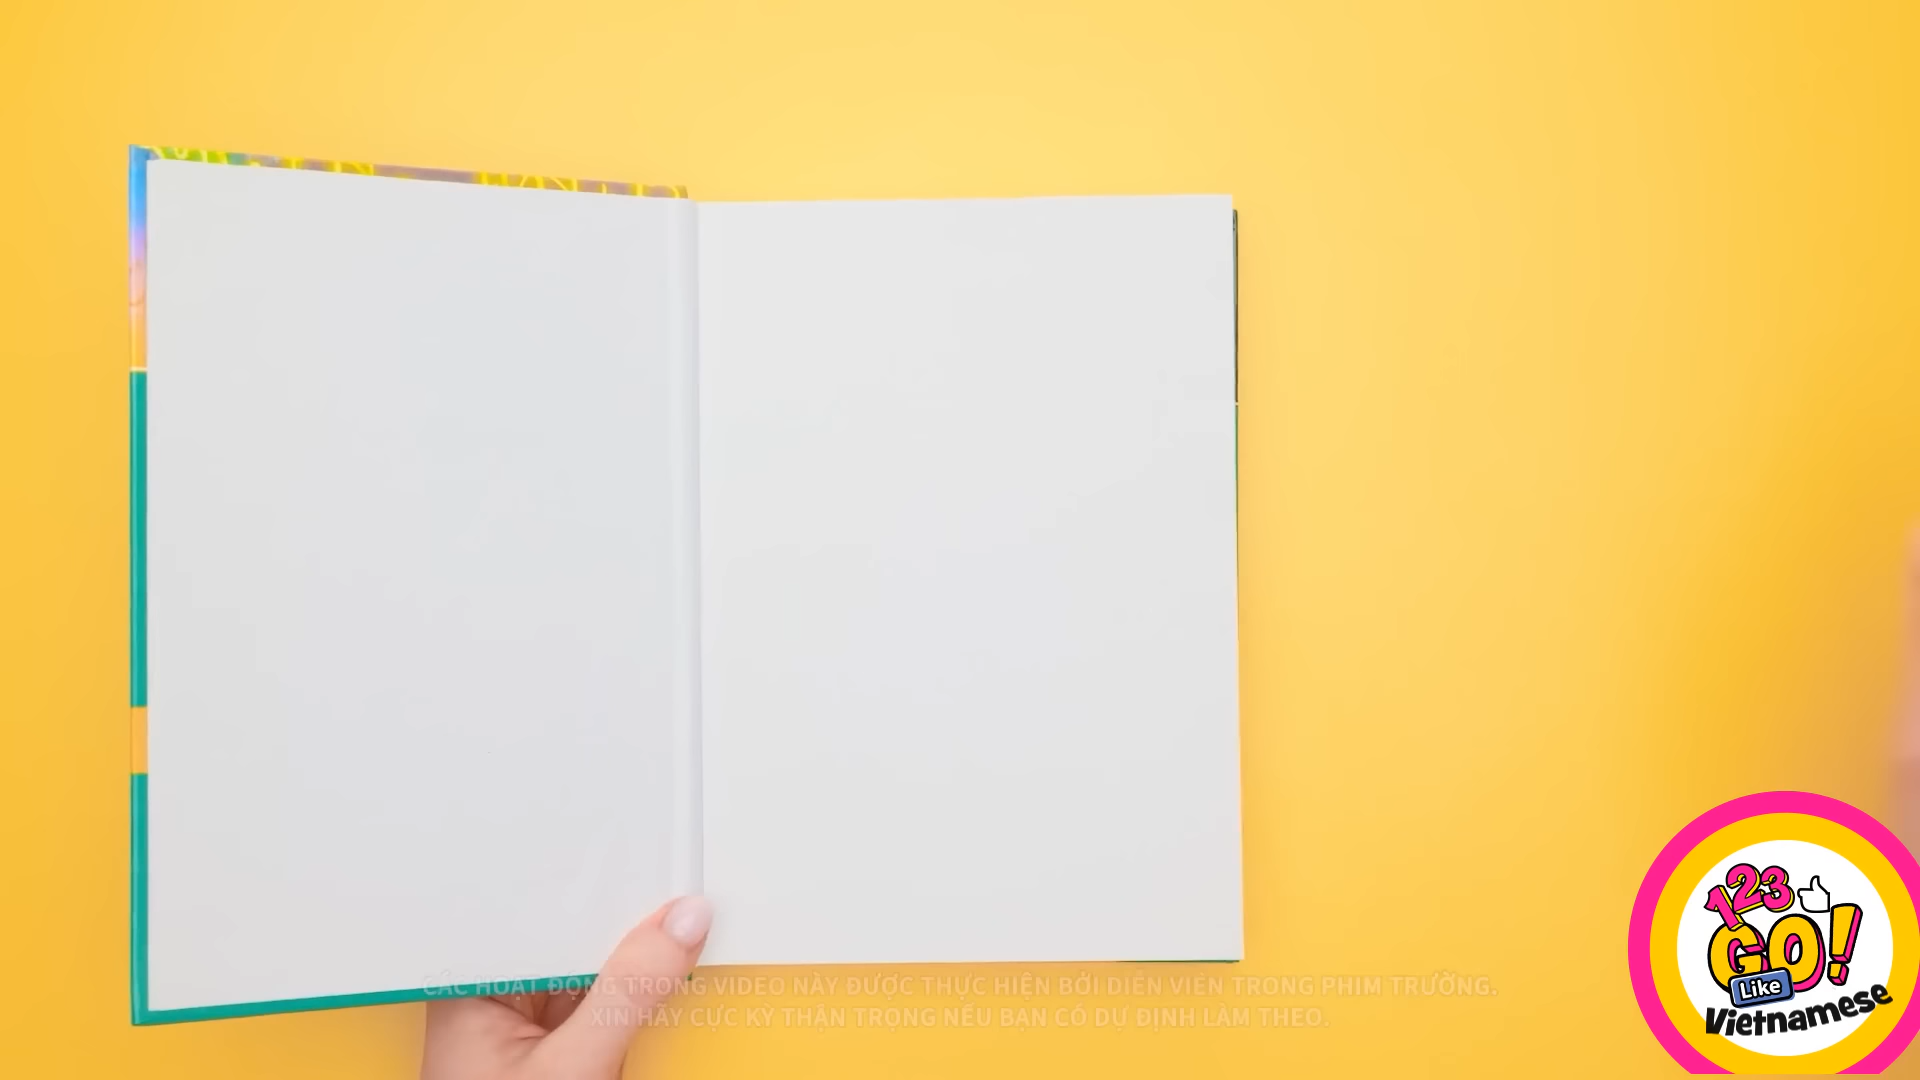 CÁC HOẠT ĐỘNG TRONG VIDEO NÀY ĐƯỢC THỰC HIỆN BỞI DIỄN VIÊN TRONG PHIM TRƯỜNG.
XIN HÃY CỰC KỲ THẬN TRỌNG NẾU BẠN CÓ DỰ ĐỊNH LÀM THEO.
123
GO!
Like
Vietnamese